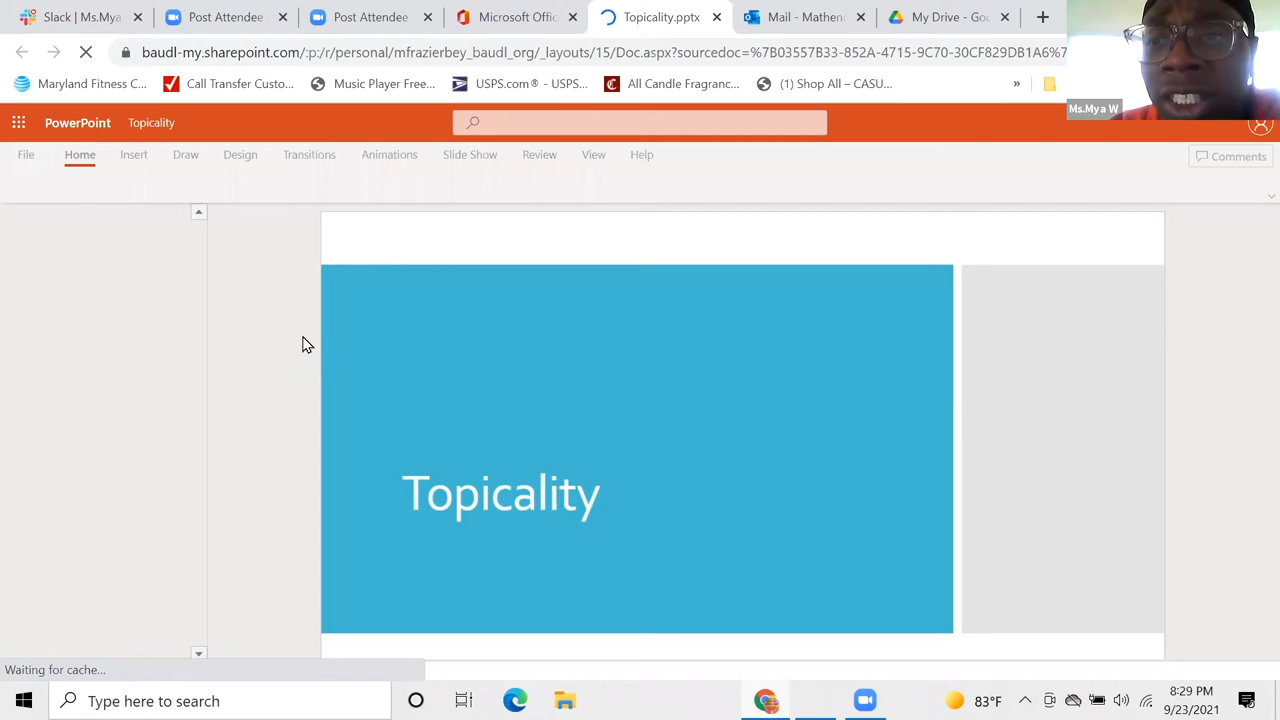 Slack | Ms.Mya
Post Attendee
Post Attendee
Microsoft Offic
Topicality.pptx
Mail - Mathene
My Drive - Goo
baudl-my.sharepoint.com/:p:/r/personal/mfrazierbey_baudl_org/_layouts/15/Doc.aspx?sourcedoc=%7B03557B33-852A-4715-9C70-30CF829DB1A6%7
Maryland Fitness C...
Call Transfer Custo...
Music Player Free...
USPS.com® - USPS...
All Candle Fragranc...
(1) Shop All – CASU...
»
Ms.Mya W
PowerPoint
Topicality
File
Home
Insert
Draw
Design
Transitions
Animations
Slide Show
Review
View
Help
Comments
Topicality
Waiting for cache...
Type here to search
83°F
8:29 PM
9/23/2021